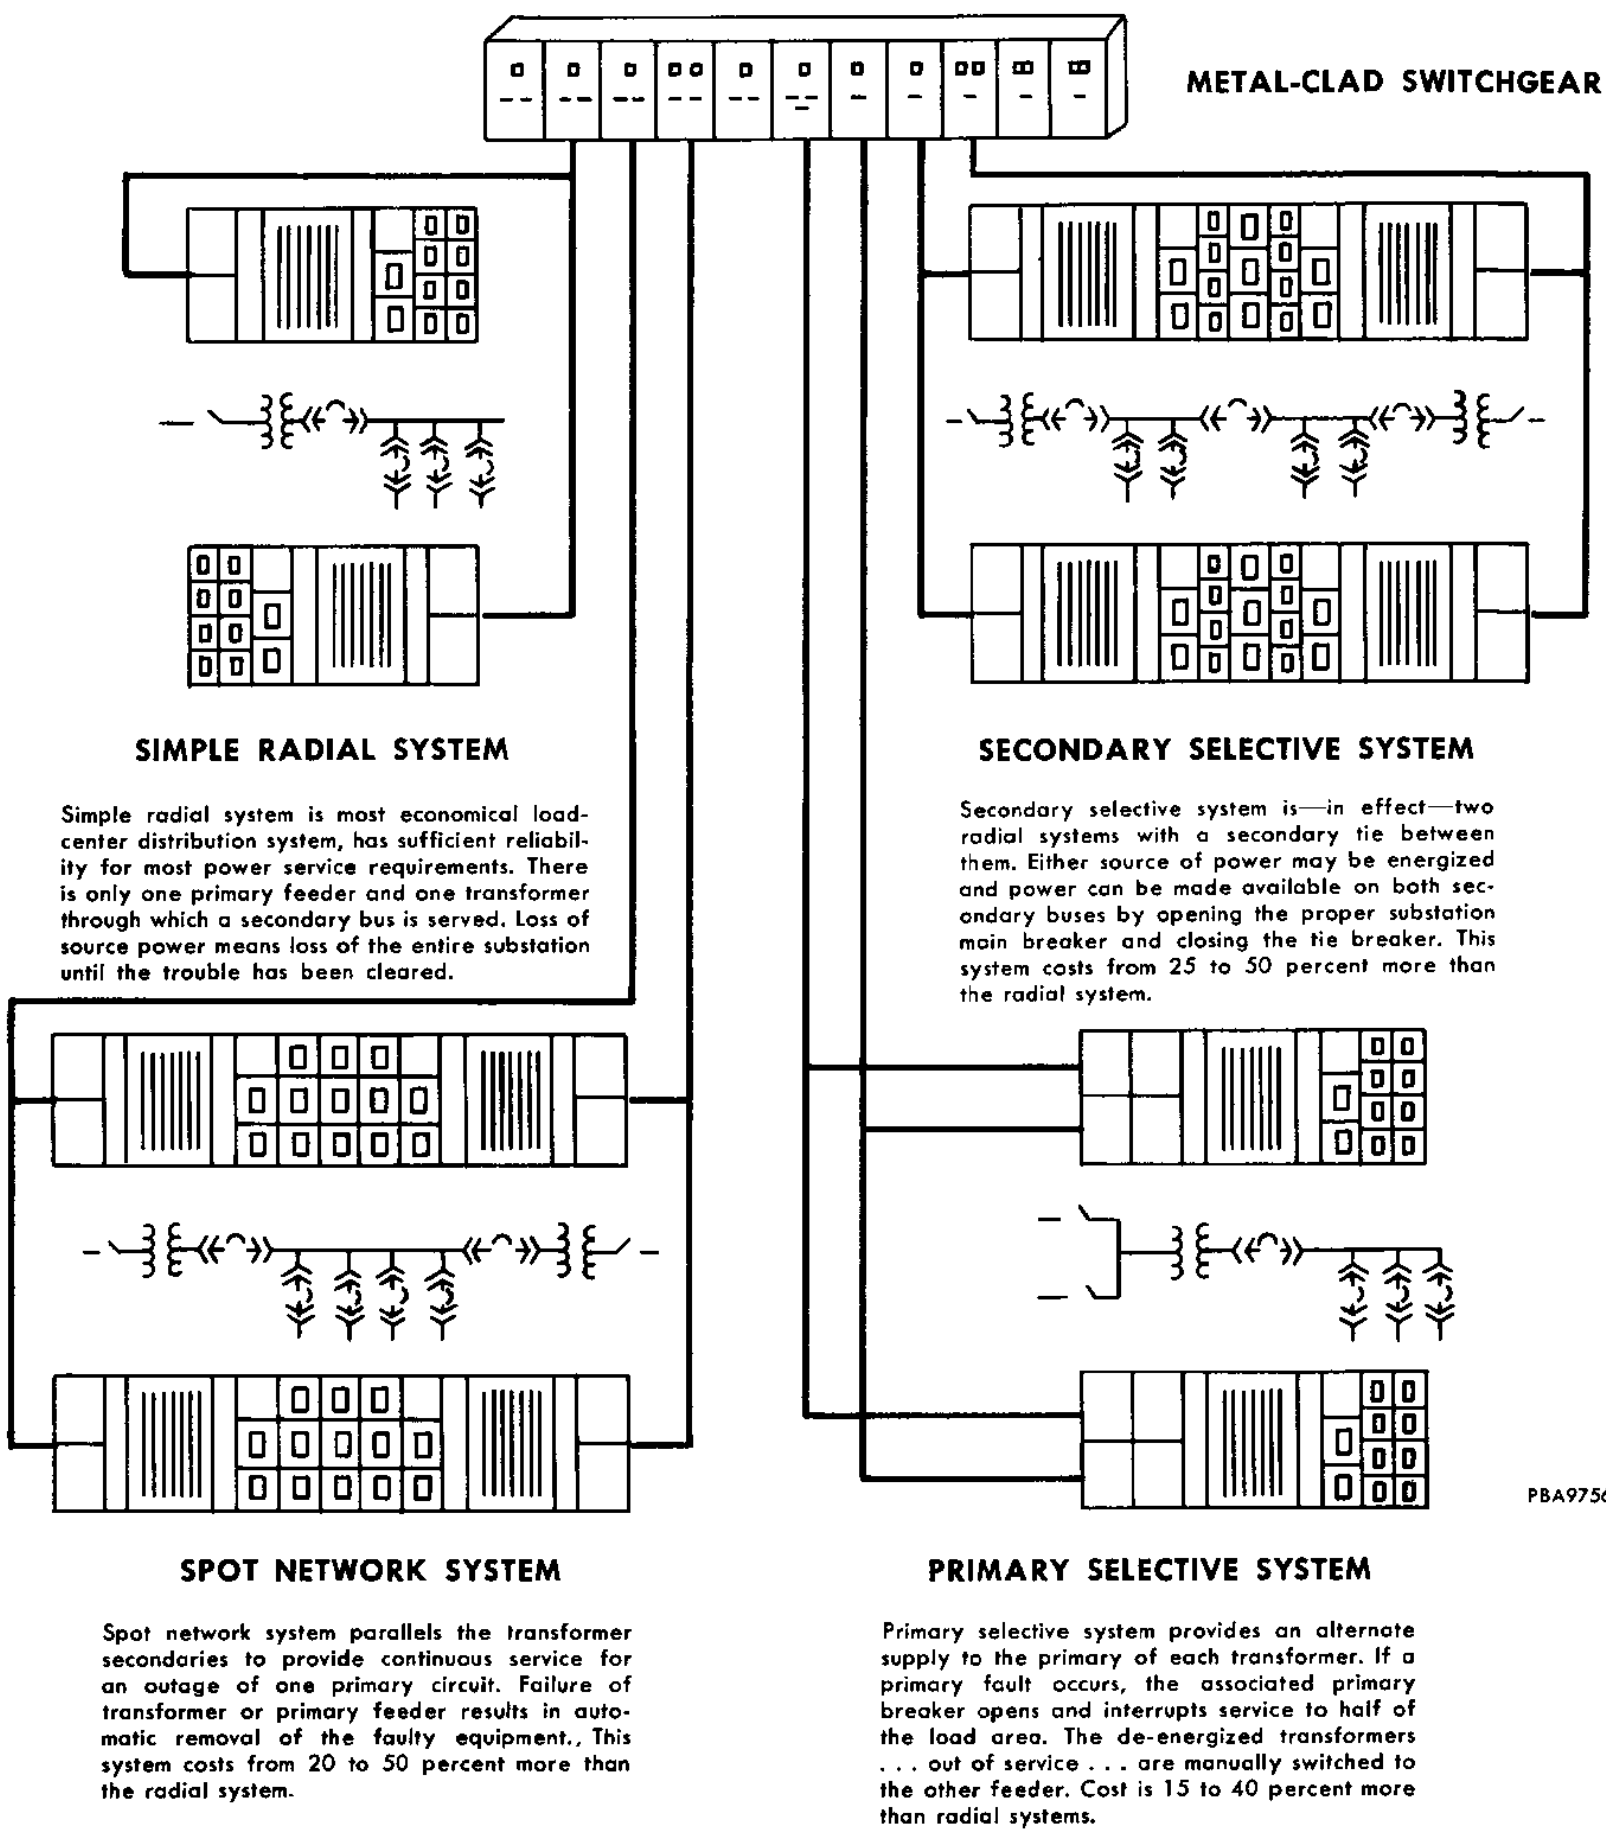 METAL-CLAD SWITCHGEAR
SIMPLE RADIAL SYSTEM
Simple radial system is most economical load-
center distribution system, has sufficient reliabil-
ity for most power service requirements. There
is only one primary feeder and one transformer
through which a secondary bus is served. Loss of
source power means loss of the entire substation
until the trouble has been cleared.
SECONDARY SELECTIVE SYSTEM
Secondary selective system is—in effect—two
radial systems with a secondary tie between
them. Either source of power may be energized
and power can be made available on both sec-
ondary buses by opening the proper substation
main breaker and closing the tie breaker. This
system costs from 25 to 50 percent more than
the radial system.
PBA9756
SPOT NETWORK SYSTEM
Spot network system parallels the transformer
secondaries to provide continuous service for
an outage of one primary circuit. Failure of
transformer or primary feeder results in auto-
matic removal of the faulty equipment., This
system costs from 20 to 50 percent more than
the radial system.
PRIMARY SELECTIVE SYSTEM
Primary selective system provides an alternate
supply to the primary of each transformer. If a
primary fault occurs, the associated primary
breaker opens and interrupts service to half of
the load area. The de-energized transformers
. . . out of service . . . are manually switched to
the other feeder. Cost is 15 to 40 percent more
than radial systems.